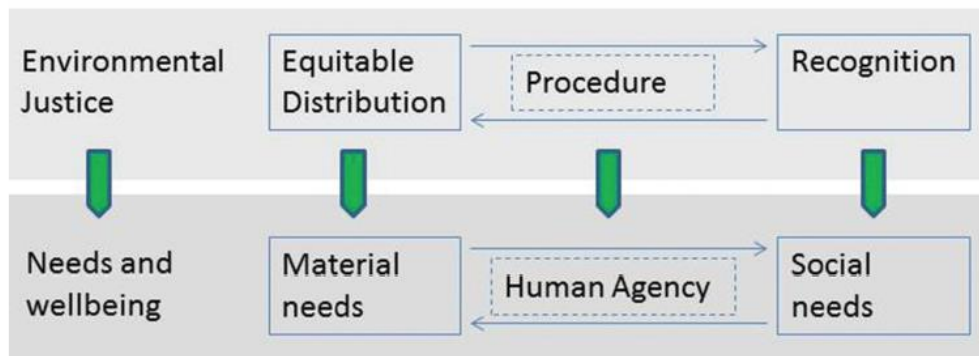 Environmental
Justice
Equitable
Distribution
Procedure
Recognition
Needs and
wellbeing
Material
needs
Human Agency
Social
needs